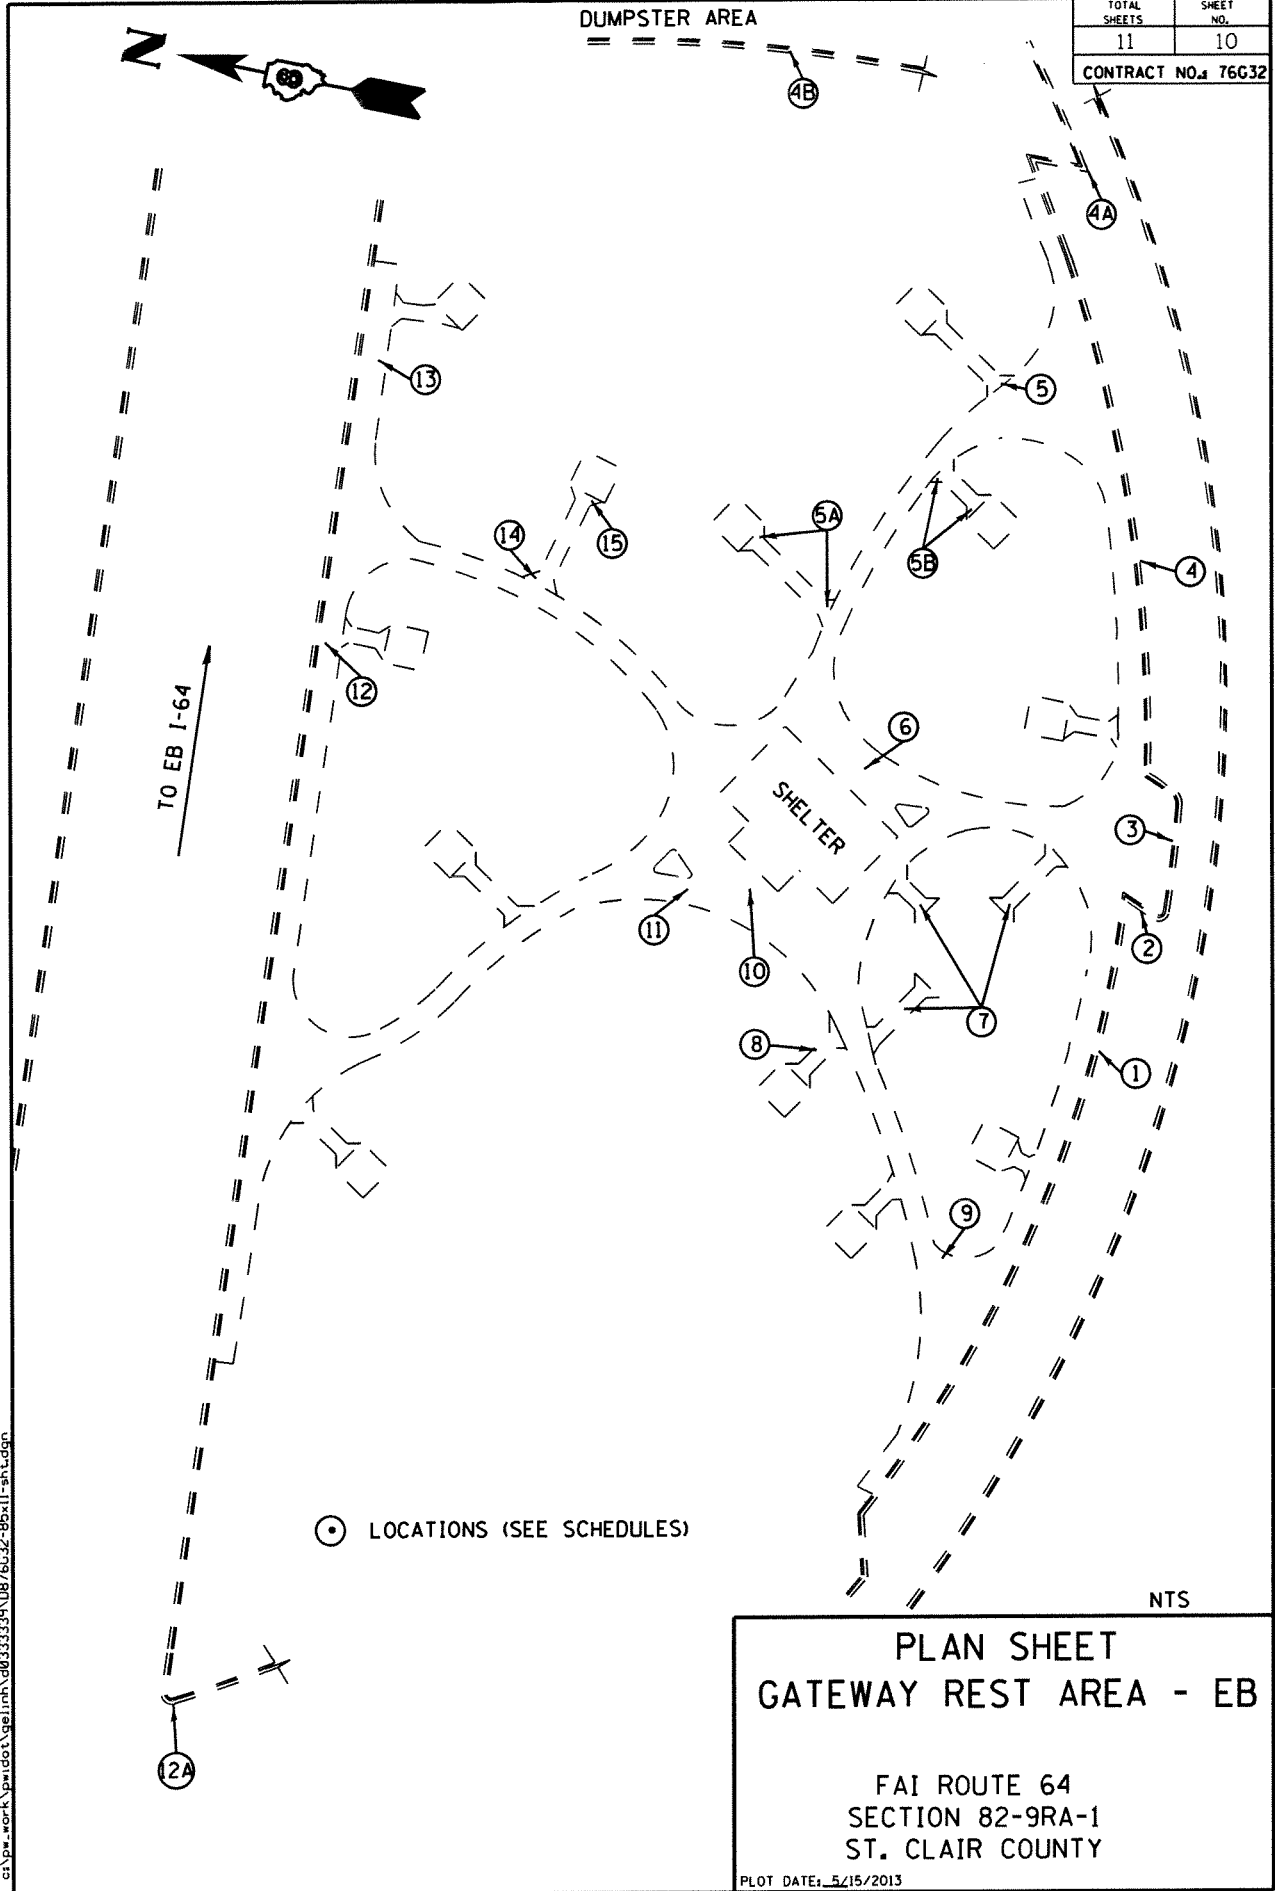 DUMPSTER AREA
TOTAL SHEETS
SHEET NO.
11
10
CONTRACT NO.: 76G32
N
4B
4A
13
5
14
15
5A
5B
4
12
TO EB I-64
6
SHELTER
3
11
10
2
7
8
1
9
LOCATIONS (SEE SCHEDULES)
12A
NTS
PLAN SHEET
GATEWAY REST AREA - EB
FAI ROUTE 64
SECTION 82-9RA-1
ST. CLAIR COUNTY
PLOT DATE: 5/15/2013